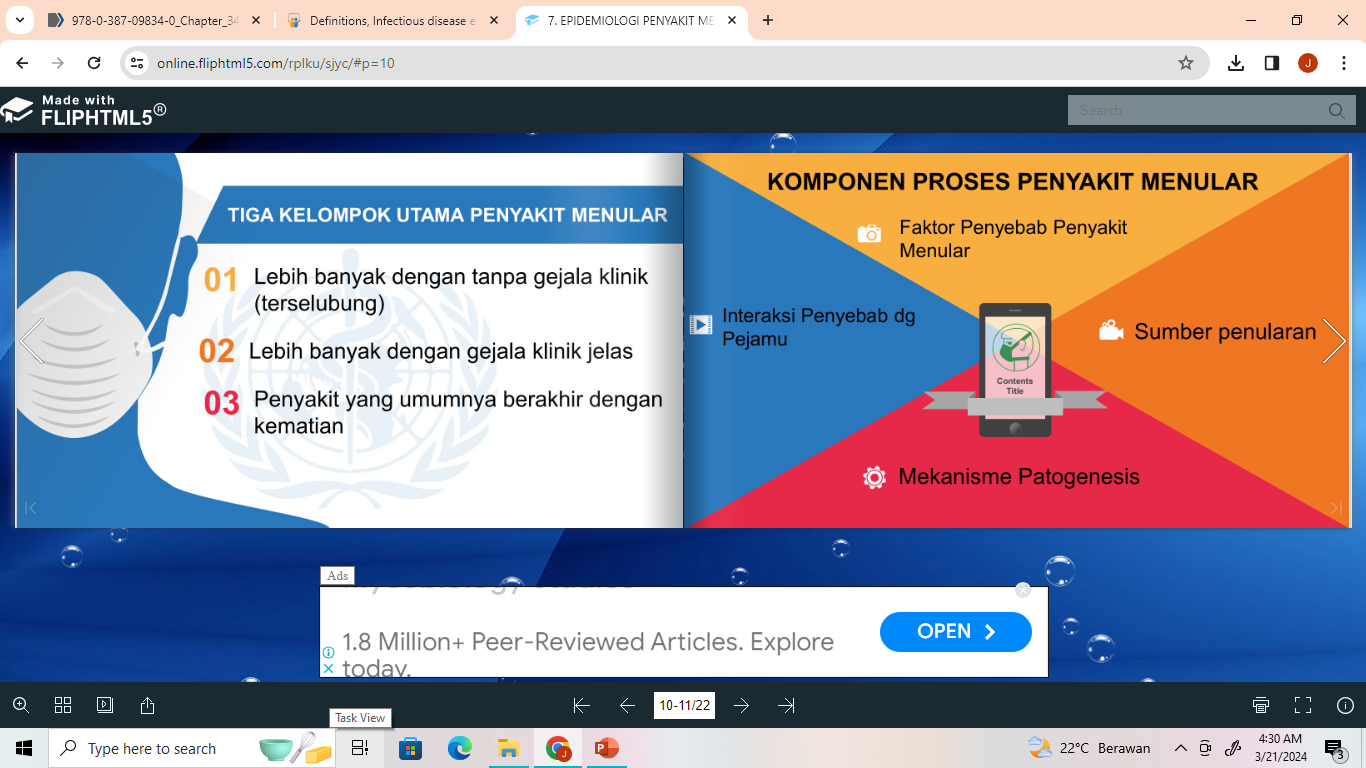 978-0-387-09834-0_Chapter_34
Definitions, Infectious disease e
7. EPIDEMIOLOGI PENYAKIT ME
online.fliphtml5.com/rplku/sjyc/#p=10
J
Made with
FLIPHTML5®
Search
TIGA KELOMPOK UTAMA PENYAKIT MENULAR
01 Lebih banyak dengan tanpa gejala klinik
(terselubung)
02 Lebih banyak dengan gejala klinik jelas
03 Penyakit yang umumnya berakhir dengan
kematian
KOMPONEN PROSES PENYAKIT MENULAR
Faktor Penyebab Penyakit
Menular
Interaksi Penyebab dg
Pejamu
Sumber penularan
Contents
Title
Mekanisme Patogenesis
Ads
1.8 Million+ Peer-Reviewed Articles. Explore
today.
OPEN
10-11/22
Task View
Type here to search
J
22°C Berawan
4:30 AM
3/21/2024
3